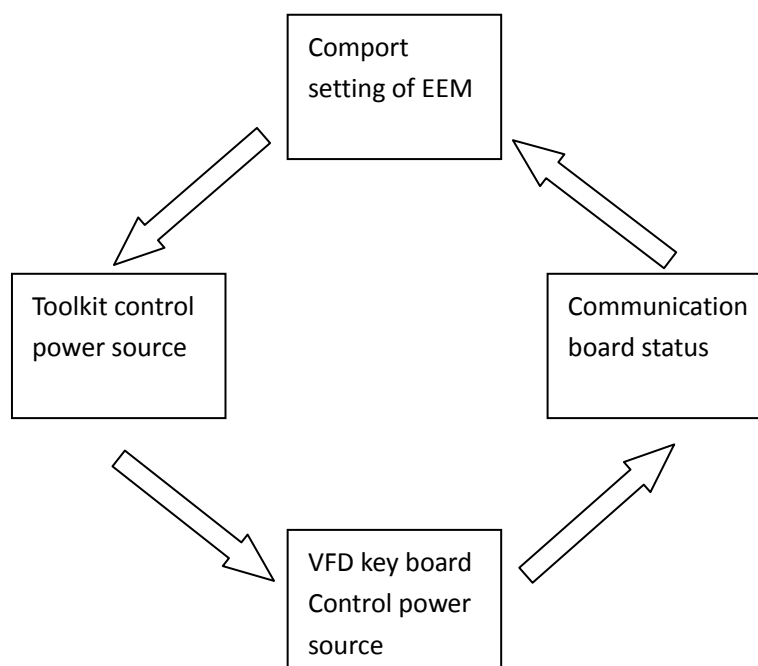 Comport
setting of EEM
Toolkit control
power source
Communication
board status
VFD key board
Control power
source